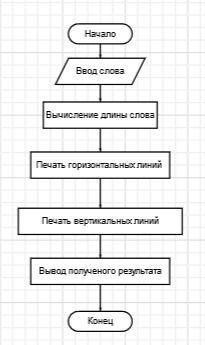 Начало
Ввод слова
Вычисление длины слова
Печать горизонтальных линий
Печать вертикальных линий
Вывод полученого результата
Конец